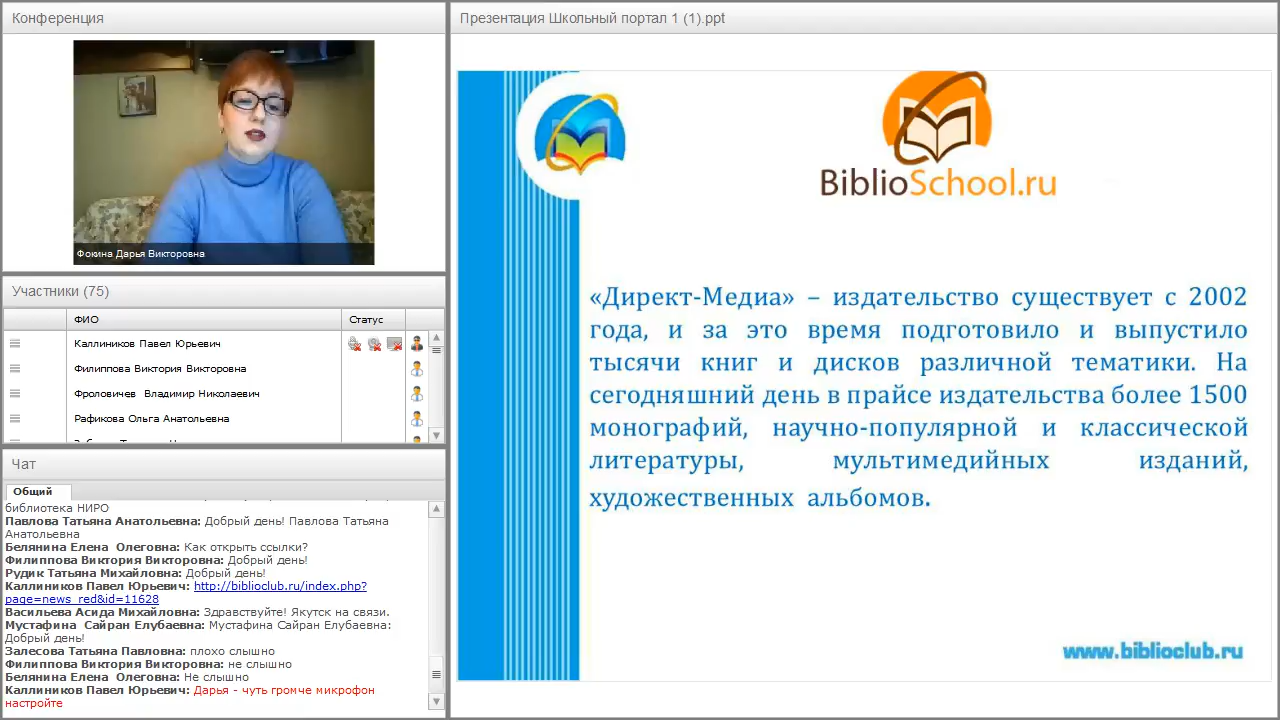 Конференция
Фокина Дарья Викторовна
Участники (75)
ФИО
Статус
Каллиников Павел Юрьевич
Филиппова Виктория Викторовна
Фроловичев Владимир Николаевич
Рафикова Ольга Анатольевна
Чат
Общий
библиотека НИРО
Павлова Татьяна Анатольевна: Добрый день! Павлова Татьяна
Анатольевна
Белянина Елена Олеговна: Как открыть ссылки?
Филиппова Виктория Викторовна: Добрый день!
Рудик Татьяна Михайловна: Добрый день!
Каллиников Павел Юрьевич: http://biblioclub.ru/index.php?
page=news_red&id=11628
Васильева Асида Михайловна: Здравствуйте! Якутск на связи.
Мустафина Сайран Елубаевна: Мустафина Сайран Елубаевна:
Добрый день!
Залесова Татьяна Павловна: плохо слышно
Филиппова Виктория Викторовна: не слышно
Белянина Елена Олеговна: Не слышно
Каллиников Павел Юрьевич: Дарья - чуть громче микрофон
настройте
Презентация Школьный портал 1 (1).ppt
BiblioSchool.ru
«Директ-Медиа» – издательство существует с 2002
года, и за это время подготовило и выпустило
тысячи книг и дисков различной тематики. На
сегодняшний день в прайсе издательства более 1500
монографий, научно-популярной и классической
литературы, мультимедийных изданий,
художественных альбомов.
www.biblioclub.ru